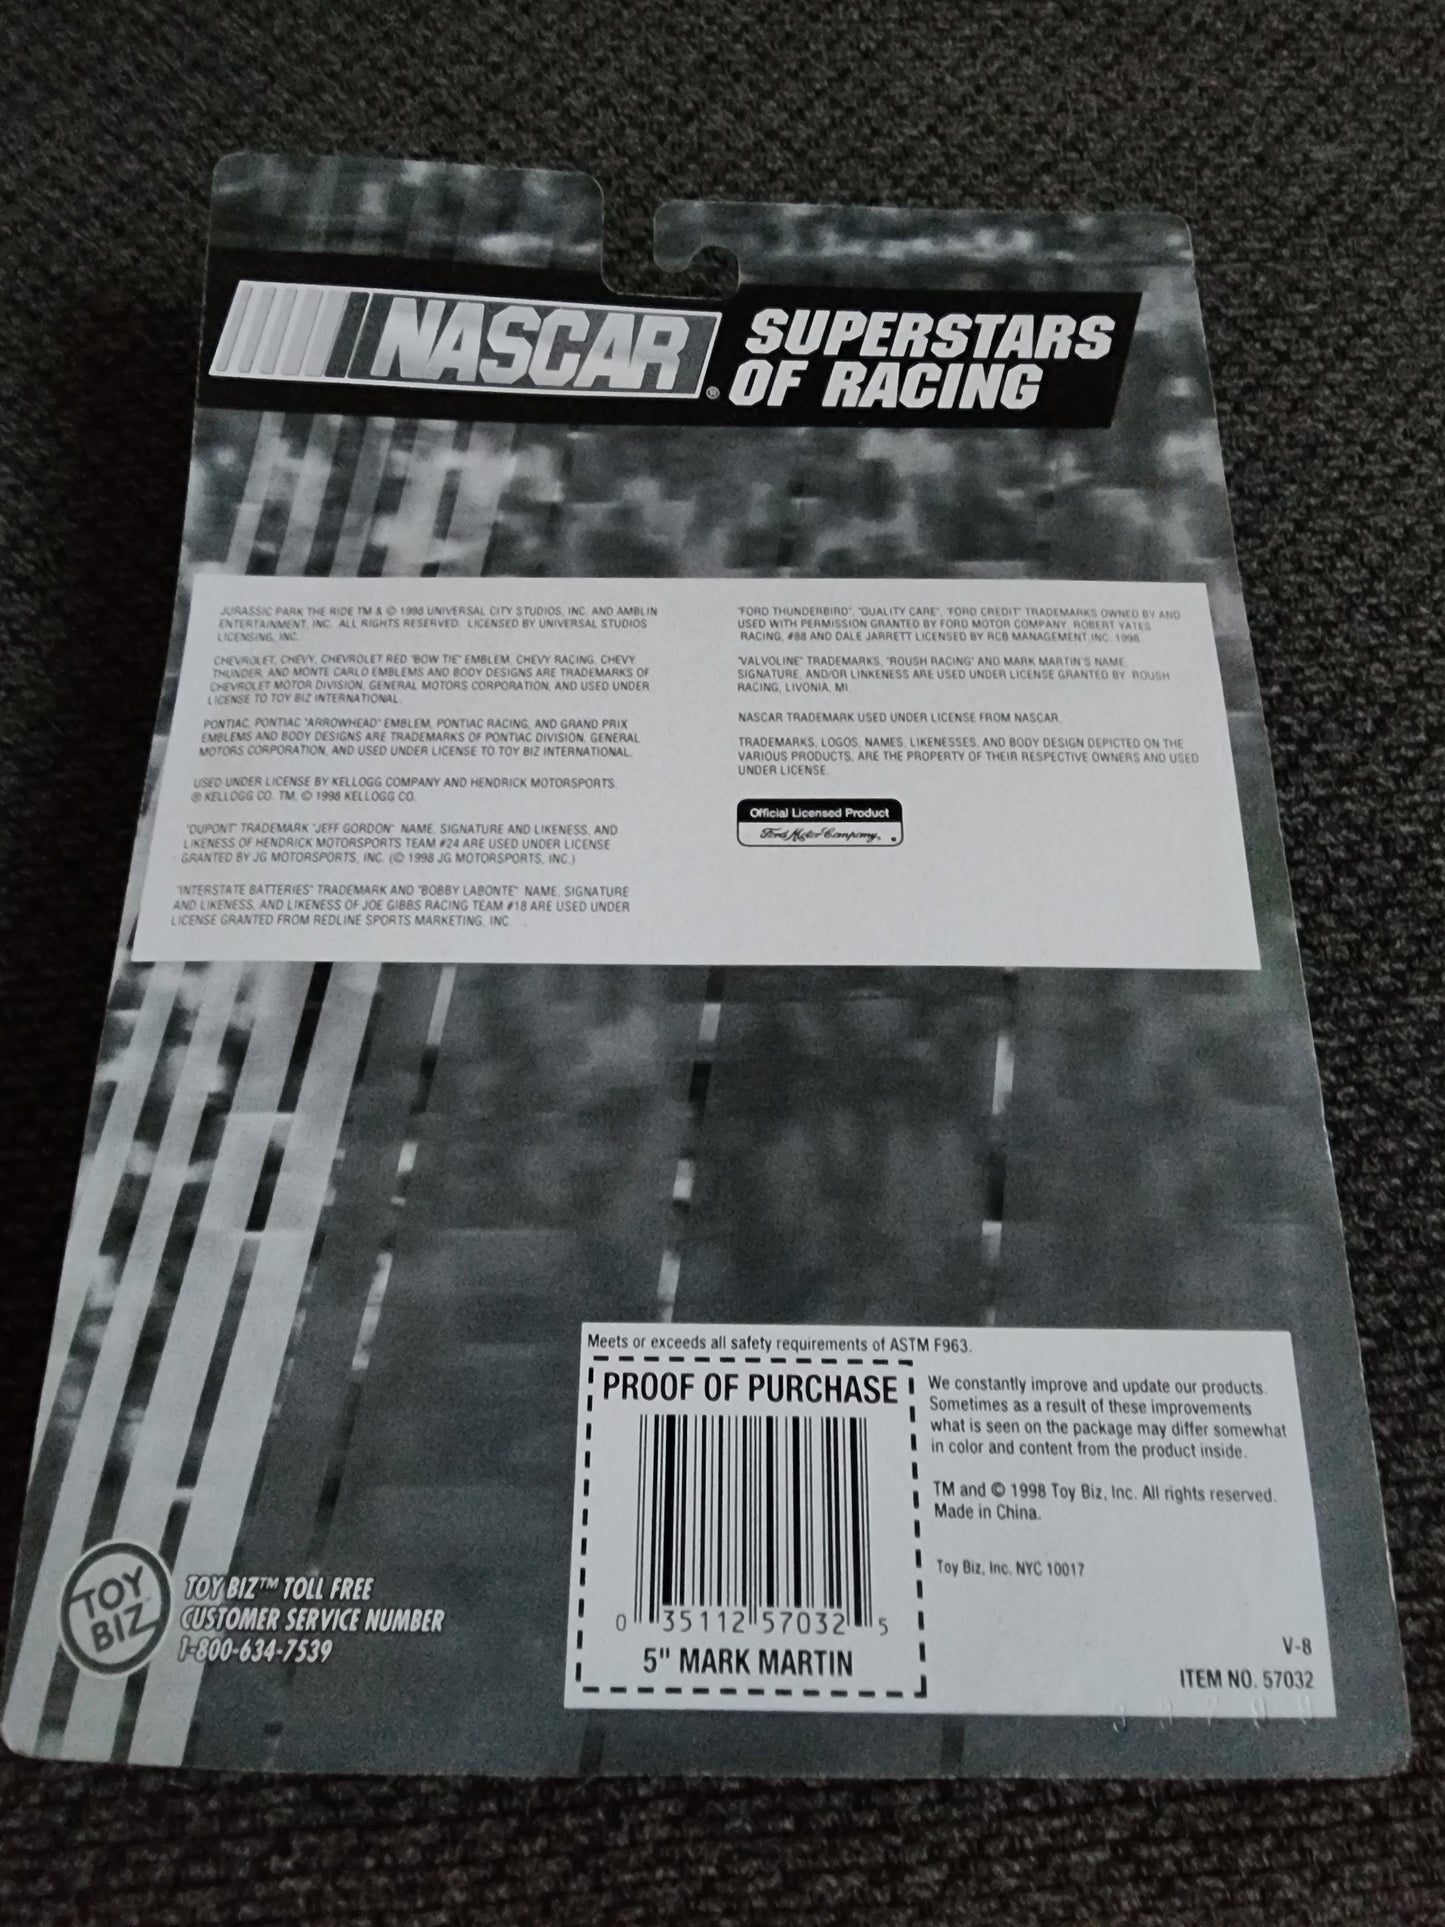 NASCAR®
SUPERSTARS
OF RACING
JURASSIC PARK THE RIDE TM & © 1998 UNIVERSAL CITY STUDIOS, INC. AND AMBLIN
ENTERTAINMENT, INC. ALL RIGHTS RESERVED. LICENSED BY UNIVERSAL STUDIOS
LICENSING, INC.
CHEVROLET, CHEVY, CHEVROLET RED "BOW TIE" EMBLEM, CHEVY RACING, CHEVY
THUNDER, AND MONTE CARLO EMBLEMS AND BODY DESIGNS ARE TRADEMARKS OF
CHEVROLET MOTOR DIVISION, GENERAL MOTORS CORPORATION, AND USED UNDER
LICENSE TO TOY BIZ INTERNATIONAL.
PONTIAC, PONTIAC "ARROWHEAD" EMBLEM, PONTIAC RACING, AND GRAND PRIX
EMBLEMS AND BODY DESIGNS ARE TRADEMARKS OF PONTIAC DIVISION, GENERAL
MOTORS CORPORATION, AND USED UNDER LICENSE TO TOY BIZ INTERNATIONAL.
USED UNDER LICENSE BY KELLOGG COMPANY AND HENDRICK MOTORSPORTS.
® KELLOGG CO. TM, © 1998 KELLOGG CO.
"DUPONT" TRADEMARK "JEFF GORDON" NAME, SIGNATURE AND LIKENESS, AND
LIKENESS OF HENDRICK MOTORSPORTS TEAM #24 ARE USED UNDER LICENSE
GRANTED BY JG MOTORSPORTS, INC. (© 1998 JG MOTORSPORTS, INC.)
"INTERSTATE BATTERIES" TRADEMARK AND "BOBBY LABONTE" NAME, SIGNATURE
AND LIKENESS, AND LIKENESS OF JOE GIBBS RACING TEAM #18 ARE USED UNDER
LICENSE GRANTED FROM REDLINE SPORTS MARKETING, INC.
"FORD THUNDERBIRD", "QUALITY CARE", "FORD CREDIT" TRADEMARKS OWNED BY AND
USED WITH PERMISSION GRANTED BY FORD MOTOR COMPANY. ROBERT YATES
RACING, #88 AND DALE JARRETT LICENSED BY RCB MANAGEMENT, INC. 1998.
"VALVOLINE" TRADEMARKS, "ROUSH RACING" AND MARK MARTIN'S NAME,
SIGNATURE, AND/OR LINKENESS ARE USED UNDER LICENSE GRANTED BY ROUSH
RACING, LIVONIA, MI.
NASCAR TRADEMARK USED UNDER LICENSE FROM NASCAR.
TRADEMARKS, LOGOS, NAMES, LIKENESSES, AND BODY DESIGN DEPICTED ON THE
VARIOUS PRODUCTS, ARE THE PROPERTY OF THEIR RESPECTIVE OWNERS AND USED
UNDER LICENSE.
Official Licensed Product
Ford Motor Company.
Meets or exceeds all safety requirements of ASTM F963.
PROOF OF PURCHASE
0 35112 57032 5
5" MARK MARTIN
We constantly improve and update our products.
Sometimes as a result of these improvements
what is seen on the package may differ somewhat
in color and content from the product inside.
TM and © 1998 Toy Biz, Inc. All rights reserved.
Made in China.
Toy Biz, Inc. NYC 10017
V-8
ITEM NO. 57032
TOY
BIZ
TOY BIZ™ TOLL FREE
CUSTOMER SERVICE NUMBER
1-800-634-7539